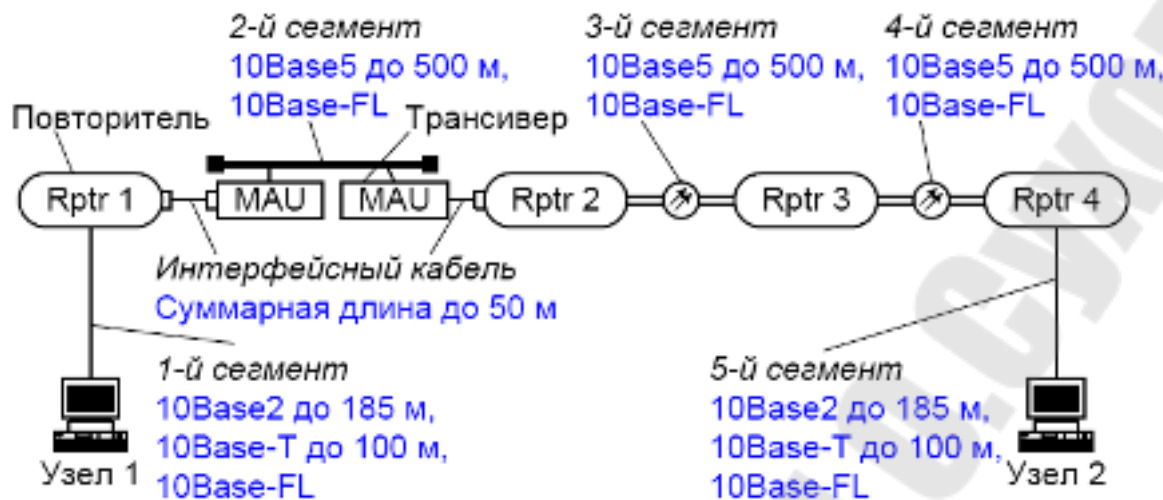 2-й сегмент
10Base5 до 500 м,
10Base-FL
3-й сегмент
10Base5 до 500 м,
10Base-FL
4-й сегмент
10Base5 до 500 м,
10Base-FL
Повторитель
Трансивер
Rptr 1
MAU
MAU
Rptr 2
Rptr 3
Rptr 4
Интерфейсный кабель
Суммарная длина до 50 м
1-й сегмент
10Base2 до 185 м,
10Base-T до 100 м,
10Base-FL
Узел 1
5-й сегмент
10Base2 до 185 м,
10Base-T до 100 м,
10Base-FL
Узел 2